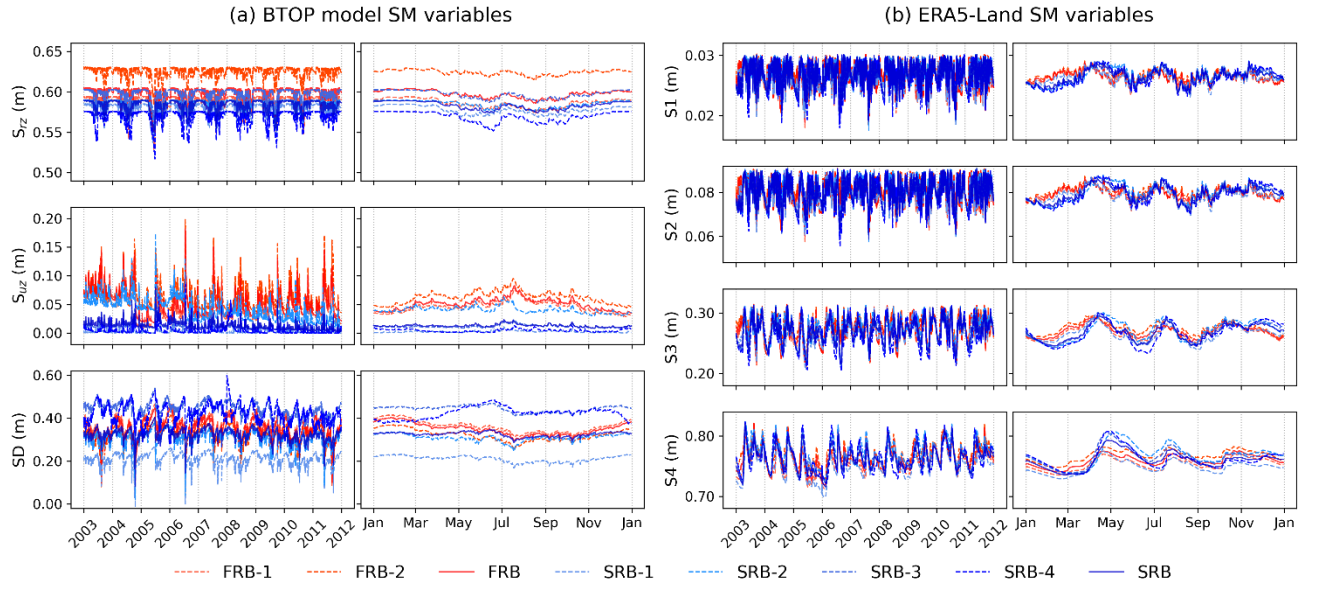 (a) BTOP model SM variables
(b) ERA5-Land SM variables
S_rz (m)
0.65
0.60
0.55
0.50
S_uz (m)
0.20
0.15
0.10
0.05
0.00
SD (m)
0.60
0.40
0.20
0.00
2003 2004 2005 2006 2007 2008 2009 2010 2011 2012
Jan Mar May Jul Sep Nov Jan
S1 (m)
0.03
0.02
S2 (m)
0.08
0.06
S3 (m)
0.30
0.20
S4 (m)
0.80
0.70
2003 2004 2005 2006 2007 2008 2009 2010 2011 2012
Jan Mar May Jul Sep Nov Jan
FRB-1 FRB-2 FRB SRB-1 SRB-2 SRB-3 SRB-4 SRB